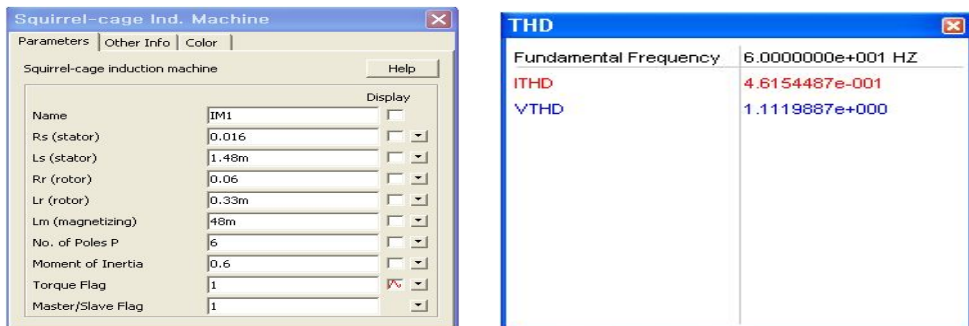 Squirrel-cage Ind. Machine
Parameters Other Info Color
Squirrel-cage induction machine Help
Display
Name IM1
Rs (stator) 0.016
Ls (stator) 1.48m
Rr (rotor) 0.06
Lr (rotor) 0.33m
Lm (magnetizing) 48m
No. of Poles P 6
Moment of Inertia 0.6
Torque Flag 1
Master/Slave Flag 1
THD
Fundamental Frequency 6.0000000e+001 HZ
ITHD 4.6154487e-001
VTHD 1.1119887e+000